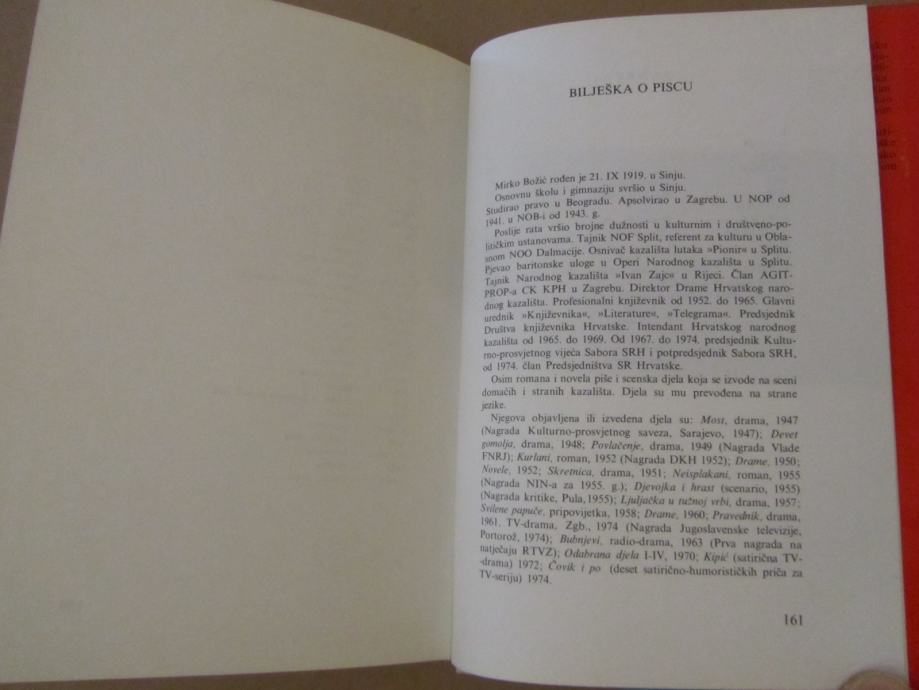 BILJEŠKA O PISCU
Mirko Božić rođen je 21. IX 1919. u Sinju.
Osnovnu školu i gimnaziju svršio u Sinju.
Studirao pravo u Beogradu. Apsolvirao u Zagrebu. U NOP od
1941. u NOB-i od 1943. g.
Poslije rata vršio brojne dužnosti u kulturnim i društveno-po-
litičkim ustanovama. Tajnik NOF Split, referent za kulturu u Obla-
snom NOO Dalmacije. Osnivač kazališta lutaka »Pionir« u Splitu.
Pjevao baritonske uloge u Operi Narodnog kazališta u Splitu.
Tajnik Narodnog kazališta »Ivan Zajc« u Rijeci. Član AGIT-
PROP-a CK KPH u Zagrebu. Direktor Drame Hrvatskog naro-
dnog kazališta. Profesionalni književnik od 1952. do 1965. Glavni
urednik »Književnika«, »Literature«, »Telegrama«. Predsjednik
Društva književnika Hrvatske. Intendant Hrvatskog narodnog
kazališta od 1965. do 1969. Od 1967. do 1974. predsjednik Kultu-
rno-prosvjetnog vijeća Sabora SRH i potpredsjednik Sabora SRH,
od 1974. član Predsjedništva SR Hrvatske.
Osim romana i novela piše i scenska djela koja se izvode na sceni
domaćih i stranih kazališta. Djela su mu prevođena na strane
jezike.
Njegova objavljena ili izvedena djela su: Most, drama, 1947
(Nagrada Kulturno-prosvjetnog saveza, Sarajevo, 1947); Devet
gomolja, drama, 1948; Povlačenje, drama, 1949 (Nagrada Vlade
FNRJ); Kurlani, roman, 1952 (Nagrada DKH 1952); Drame, 1950;
Novele, 1952; Skretnica, drama, 1951; Neisplakani, roman, 1955
(Nagrada NIN-a za 1955. g.); Djevojka i hrast (scenario, 1955)
(Nagrada kritike, Pula, 1955); Ljuljačka u tužnoj vrbi, drama, 1957;
Svilene papuče, pripovijetka, 1958; Drame, 1960; Pravednik, drama,
1961. TV-drama, Zgb., 1974 (Nagrada Jugoslavenske televizije,
Portorož, 1974); Bubnjevi, radio-drama, 1963 (Prva nagrada na
natječaju RTVZ); Odabrana djela I-IV, 1970; Kipić (satirična TV-
-drama) 1972; Čovik i po (deset satirično-humorističkih priča za
TV-seriju) 1974.
161